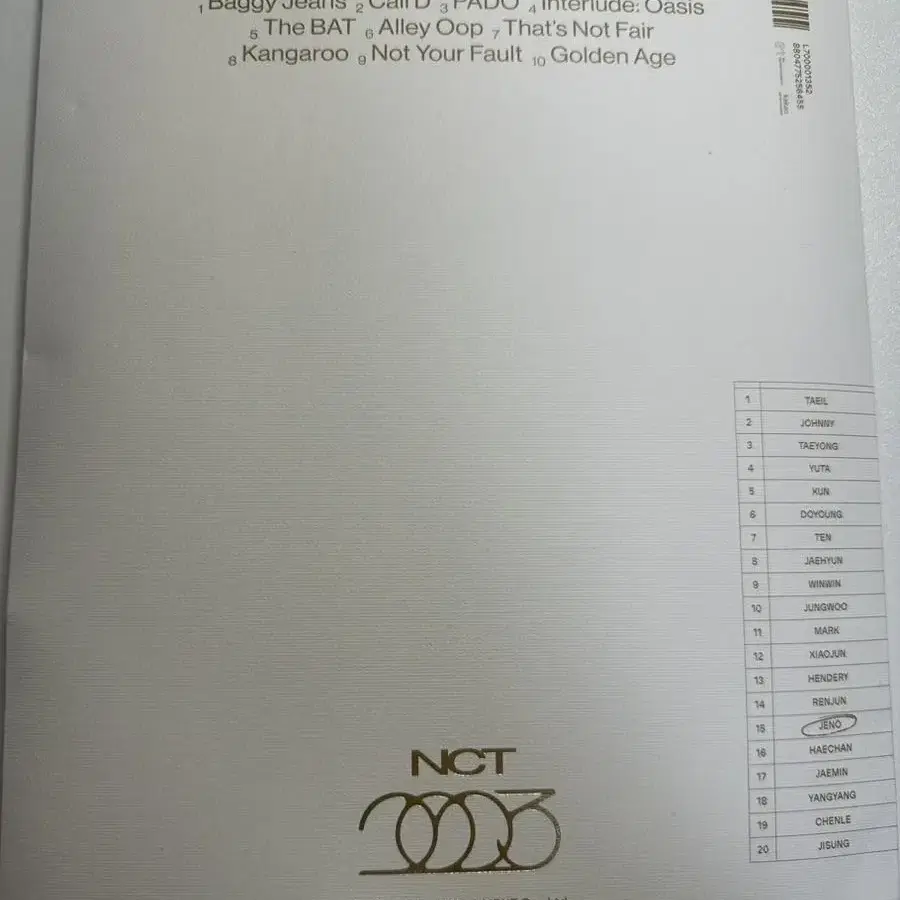 1 Baggy Jeans 2 Call D 3 PADO 4 Interlude: Oasis
5 The BAT 6 Alley Oop 7 That's Not Fair
8 Kangaroo 9 Not Your Fault 10 Golden Age
L700001352
8804775258455
1 TAEIL
2 JOHNNY
3 TAEYONG
4 YUTA
5 KUN
6 DOYOUNG
7 TEN
8 JAEHYUN
9 WINWIN
10 JUNGWOO
11 MARK
12 XIAOJUN
13 HENDERY
14 RENJUN
15 JENO
16 HAECHAN
17 JAEMIN
18 YANGYANG
19 CHENLE
20 JISUNG
NCT
2023